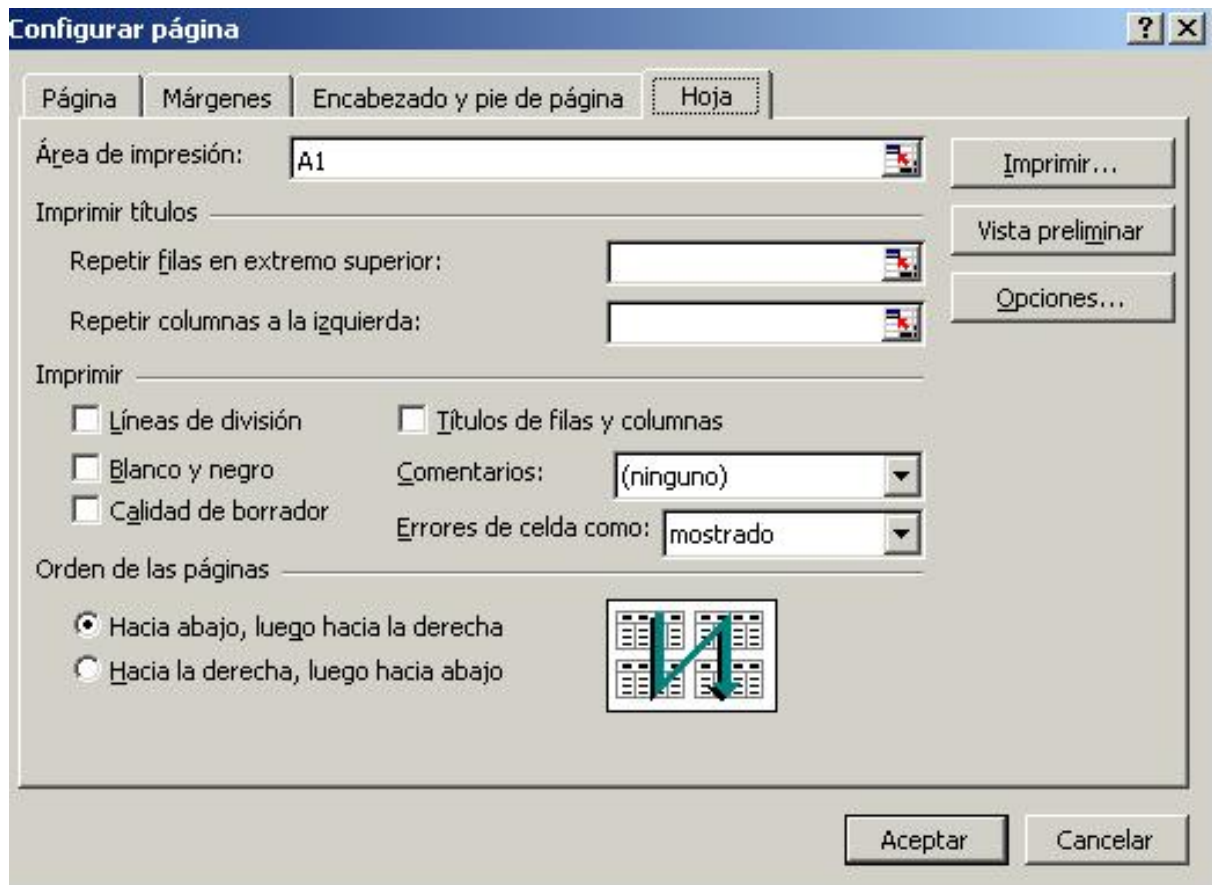 Configurar página
Página Márgenes Encabezado y pie de página Hoja
Área de impresión: A1
Imprimir...
Imprimir títulos
Vista preliminar
Repetir filas en extremo superior:
Opciones...
Repetir columnas a la izquierda:
Imprimir
Líneas de división Títulos de filas y columnas
Blanco y negro Comentarios: (ninguno)
Calidad de borrador
Errores de celda como: mostrado
Orden de las páginas
Hacia abajo, luego hacia la derecha
Hacia la derecha, luego hacia abajo
Aceptar Cancelar